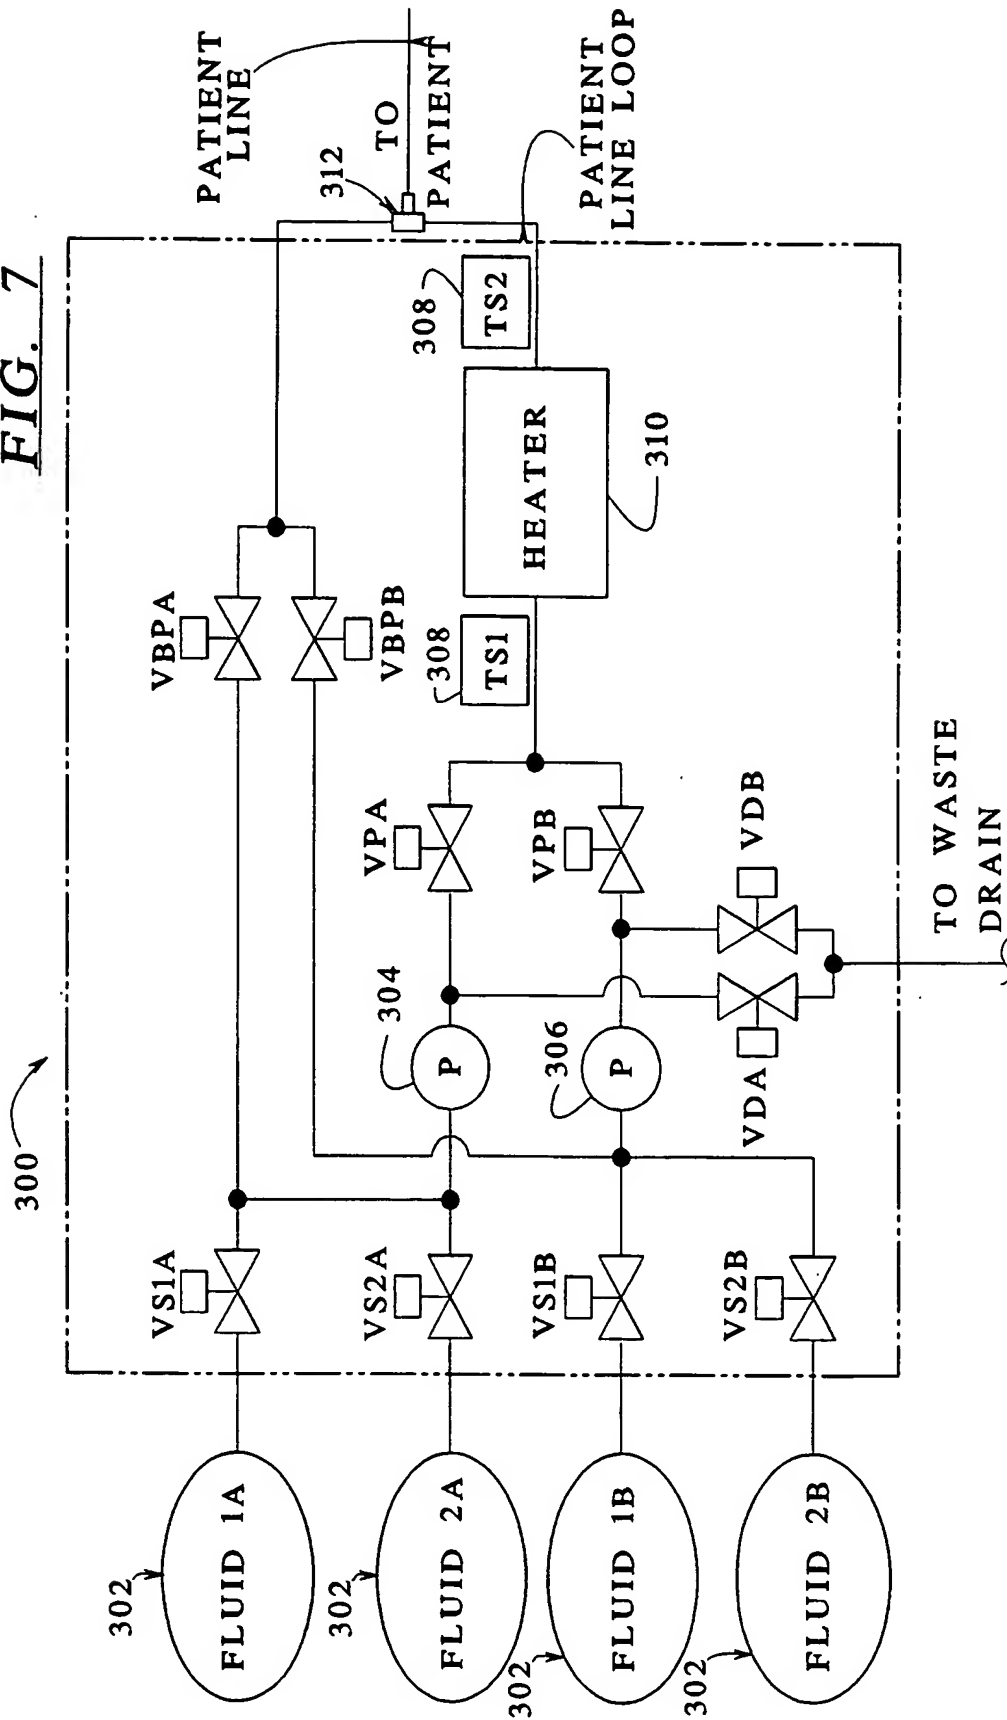 FIG. 7
300
PATIENT
LINE
312
TO
PATIENT
PATIENT
LINE LOOP
308
TS2
HEATER
310
VBPA
VBPB
308
TS1
VPA
VPB
VDB
VDA
TO WASTE
DRAIN
304
P
306
P
VS1A
VS2A
VS1B
VS2B
302
FLUID 1A
302
FLUID 2A
302
FLUID 1B
302
FLUID 2B